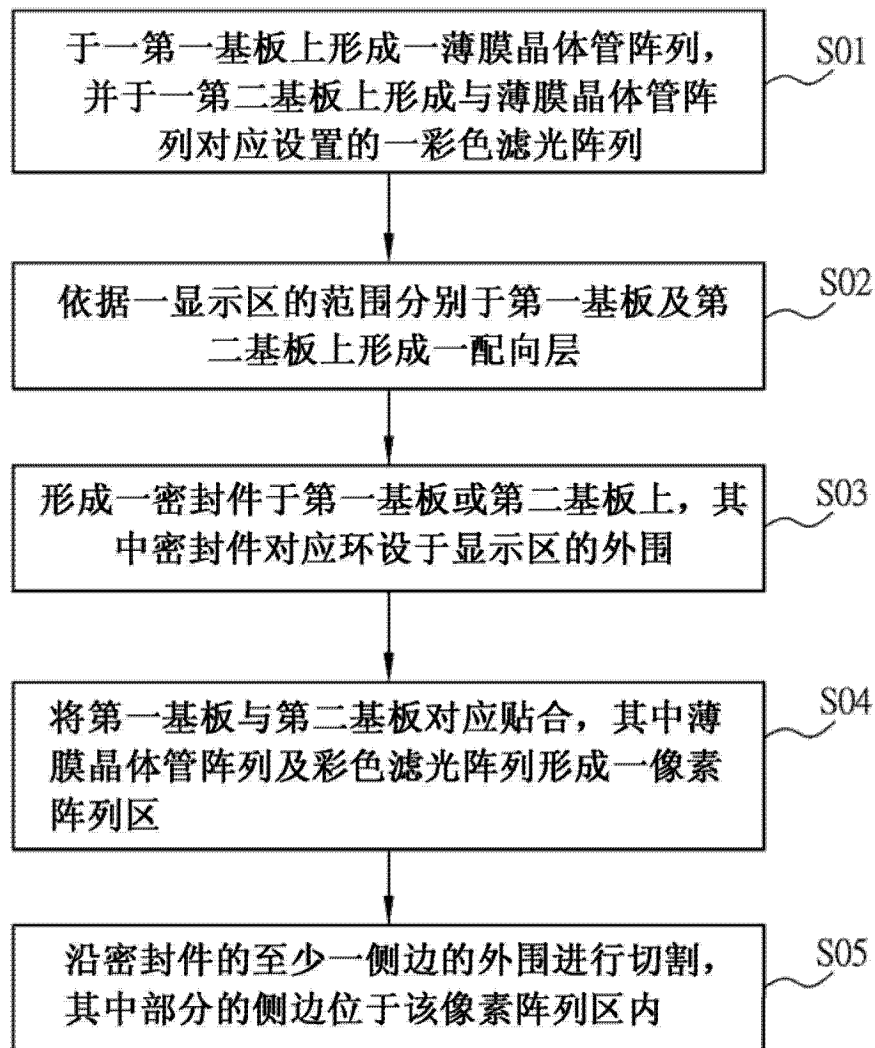 于一第一基板上形成一薄膜晶体管阵列，
并于一第二基板上形成与薄膜晶体管阵
列对应设置的一彩色滤光阵列
S01
依据一显示区的范围分别于第一基板及第
二基板上形成一配向层
S02
形成一密封件于第一基板或第二基板上，其
中密封件对应环设于显示区的外围
S03
将第一基板与第二基板对应贴合，其中薄
膜晶体管阵列及彩色滤光阵列形成一像素
阵列区
S04
沿密封件的至少一侧边的外围进行切割，
其中部分的侧边位于该像素阵列区内
S05